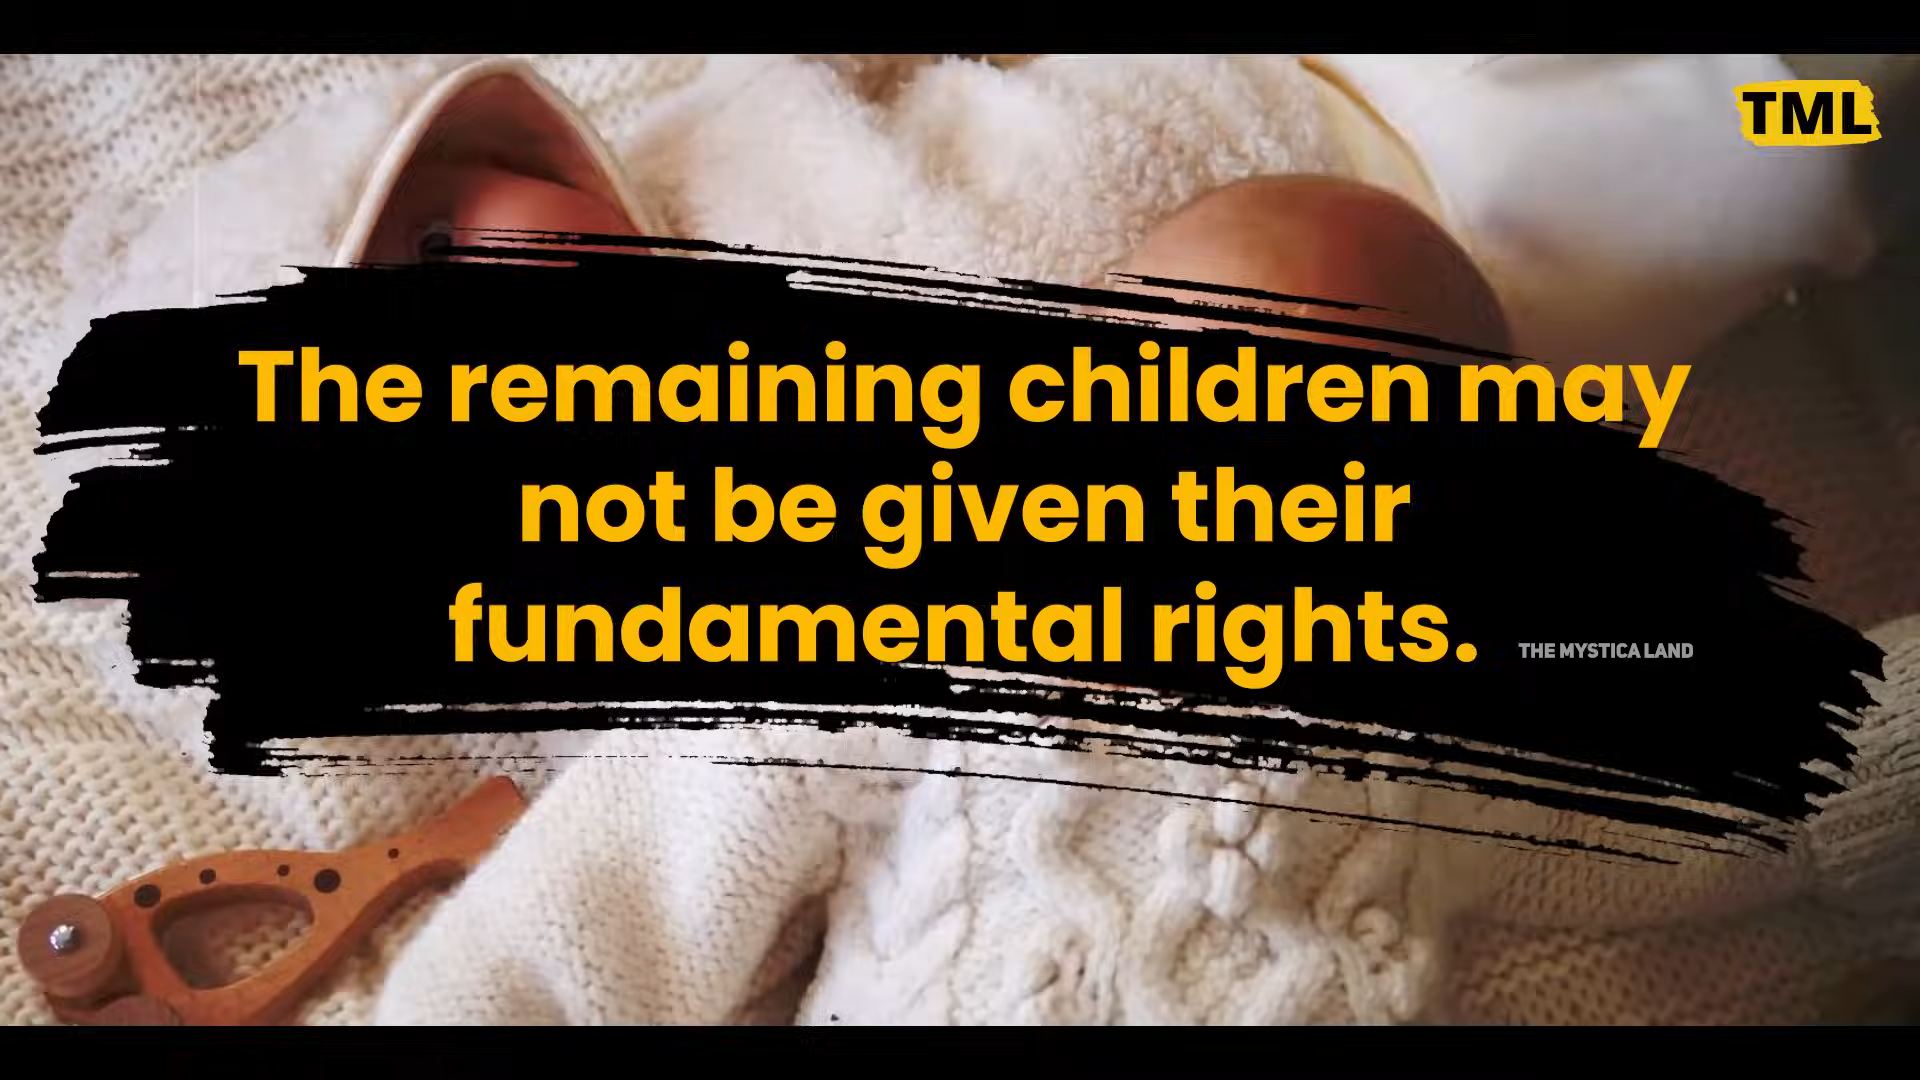 TML
The remaining children may
not be given their
fundamental rights.
THE MYSTICA LAND